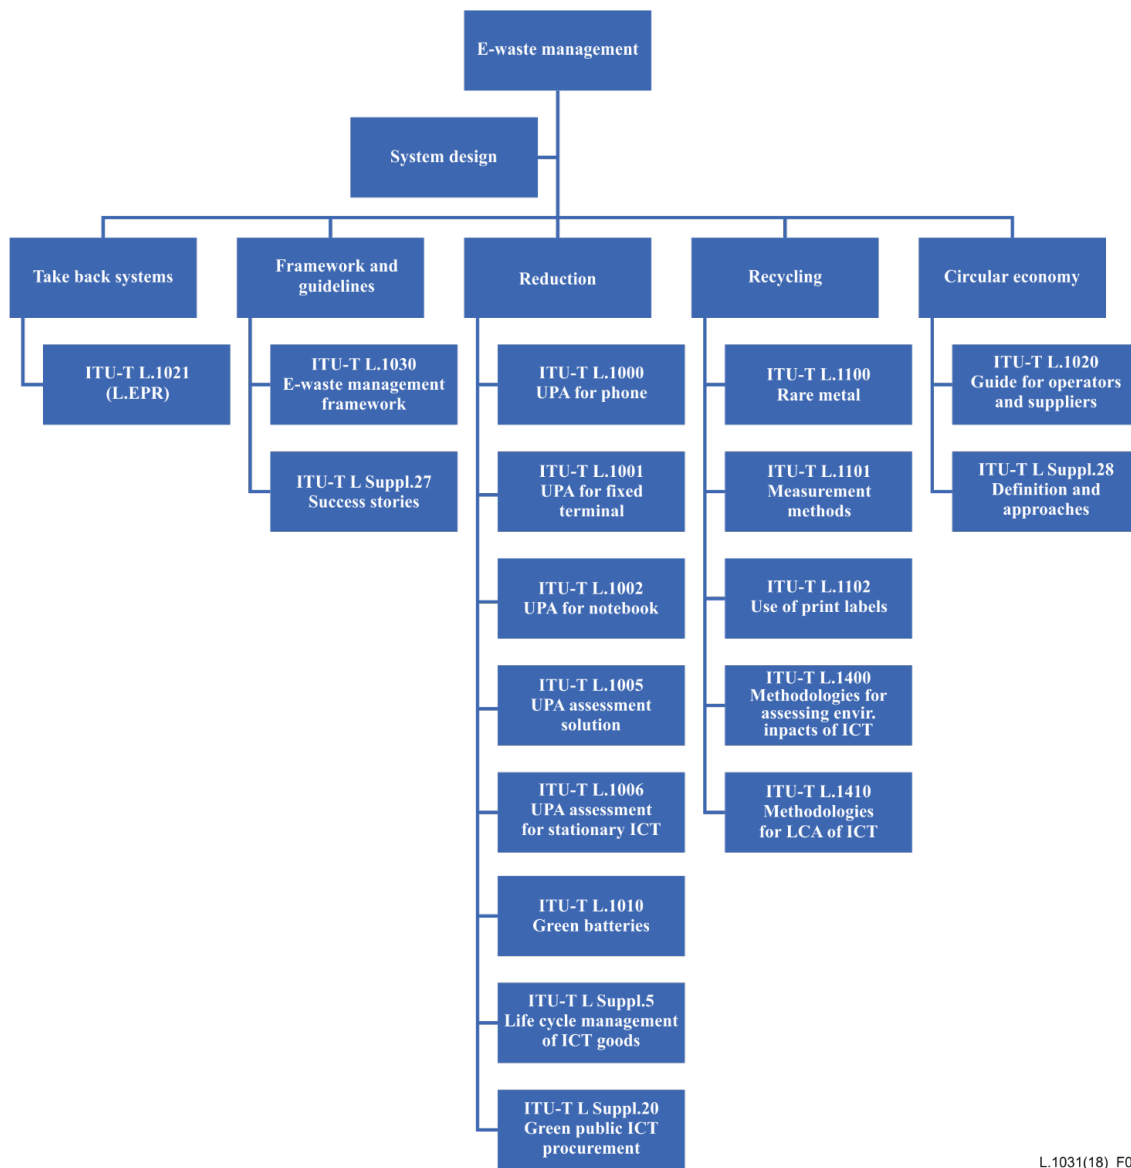 E-waste management
System design
Take back systems
Framework and
guidelines
Reduction
Recycling
Circular economy
ITU-T L.1021
(L.EPR)
ITU-T L.1030
E-waste management
framework
ITU-T L Suppl.27
Success stories
ITU-T L.1000
UPA for phone
ITU-T L.1001
UPA for fixed
terminal
ITU-T L.1002
UPA for notebook
ITU-T L.1005
UPA assessment
solution
ITU-T L.1006
UPA assessment
for stationary ICT
ITU-T L.1010
Green batteries
ITU-T L Suppl.5
Life cycle management
of ICT goods
ITU-T L Suppl.20
Green public ICT
procurement
ITU-T L.1100
Rare metal
ITU-T L.1101
Measurement
methods
ITU-T L.1102
Use of print labels
ITU-T L.1400
Methodologies for
assessing envir.
inpacts of ICT
ITU-T L.1410
Methodologies
for LCA of ICT
ITU-T L.1020
Guide for operators
and suppliers
ITU-T L Suppl.28
Definition and
approaches
L.1031(18)_F0